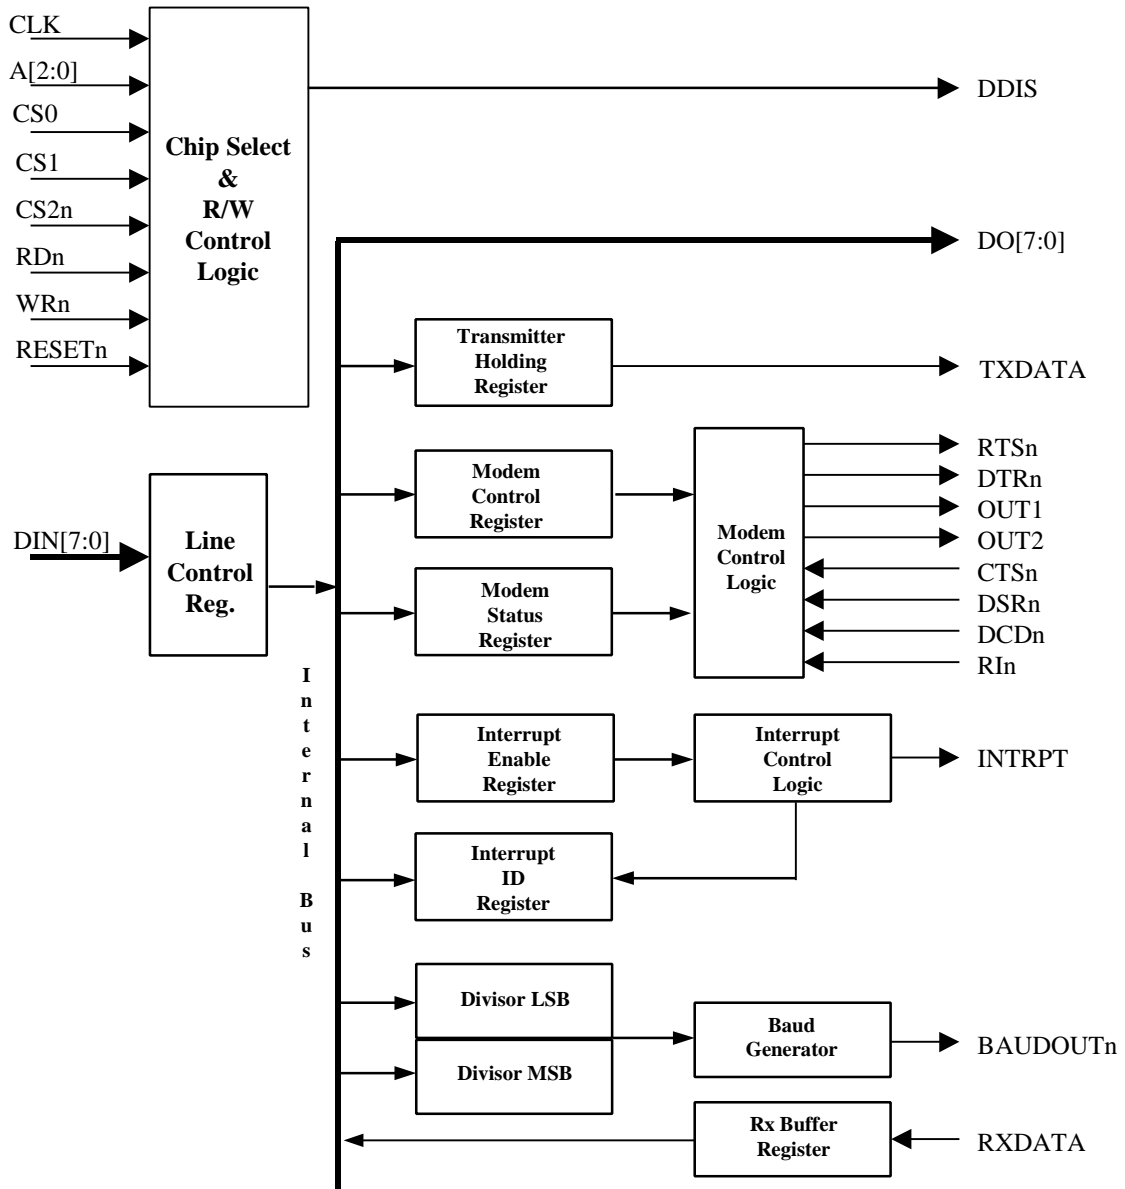 CLK
A[2:0]
CS0
CS1
CS2n
RDn
WRn
RESETn
Chip Select
&
R/W
Control
Logic
DDIS
DO[7:0]
Transmitter
Holding
Register
TXDATA
DIN[7:0]
Line
Control
Reg.
Modem
Control
Register
Modem
Status
Register
Modem
Control
Logic
RTSn
DTRn
OUT1
OUT2
CTSn
DSRn
DCDn
RIn
Internal Bus
Interrupt
Enable
Register
Interrupt
Control
Logic
INTRPT
Interrupt
ID
Register
Divisor LSB
Divisor MSB
Baud
Generator
BAUDOUTn
Rx Buffer
Register
RXDATA